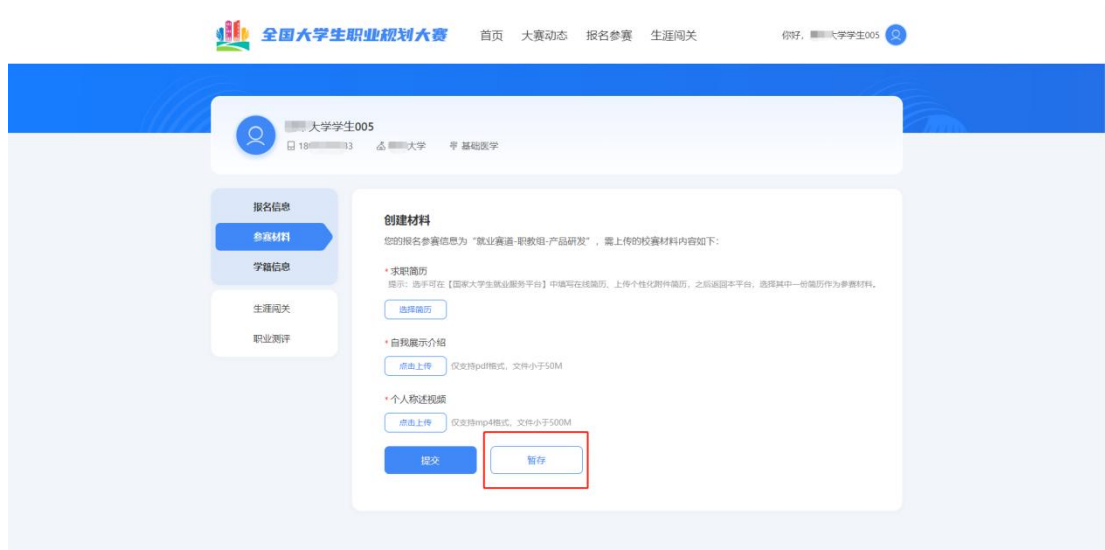 全国大学生职业规划大赛
首页 大赛动态 报名参赛 生涯闯关
你好，大学学生005
大学学生005
18 3 大学 基础医学
报名信息
参赛材料
学籍信息
生涯闯关
职业测评
创建材料
您的报名参赛信息为“就业赛道-职教组-产品研发”，需上传的校赛材料内容如下：
*求职简历
提示：选手可在【国家大学生就业服务平台】中填写在线简历、上传个性化附件简历，之后返回本平台，选择其中一份简历作为参赛材料。
选择简历
*自我展示介绍
点击上传 仅支持pdf格式，文件小于50M
*个人称述视频
点击上传 仅支持mp4格式，文件小于500M
提交 暂存